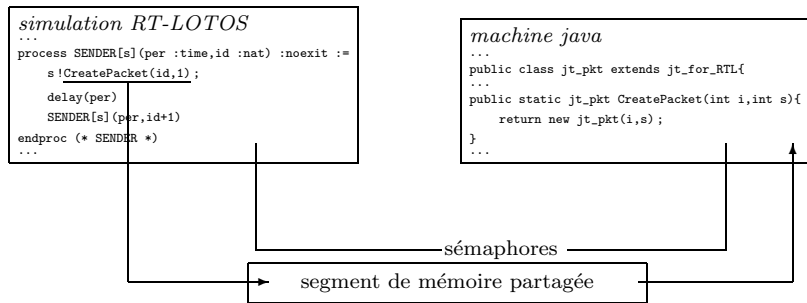 simulation RT-LOTOS
...
process SENDER[s](per :time,id :nat) :noexit :=
s !CreatePacket(id,1) ;
delay(per)
SENDER[s](per,id+1)
endproc (* SENDER *)
...
machine java
...
public class jt_pkt extends jt_for_RTL{
...
public static jt_pkt CreatePacket(int i,int s){
return new jt_pkt(i,s) ;
}
...
sémaphores
segment de mémoire partagée